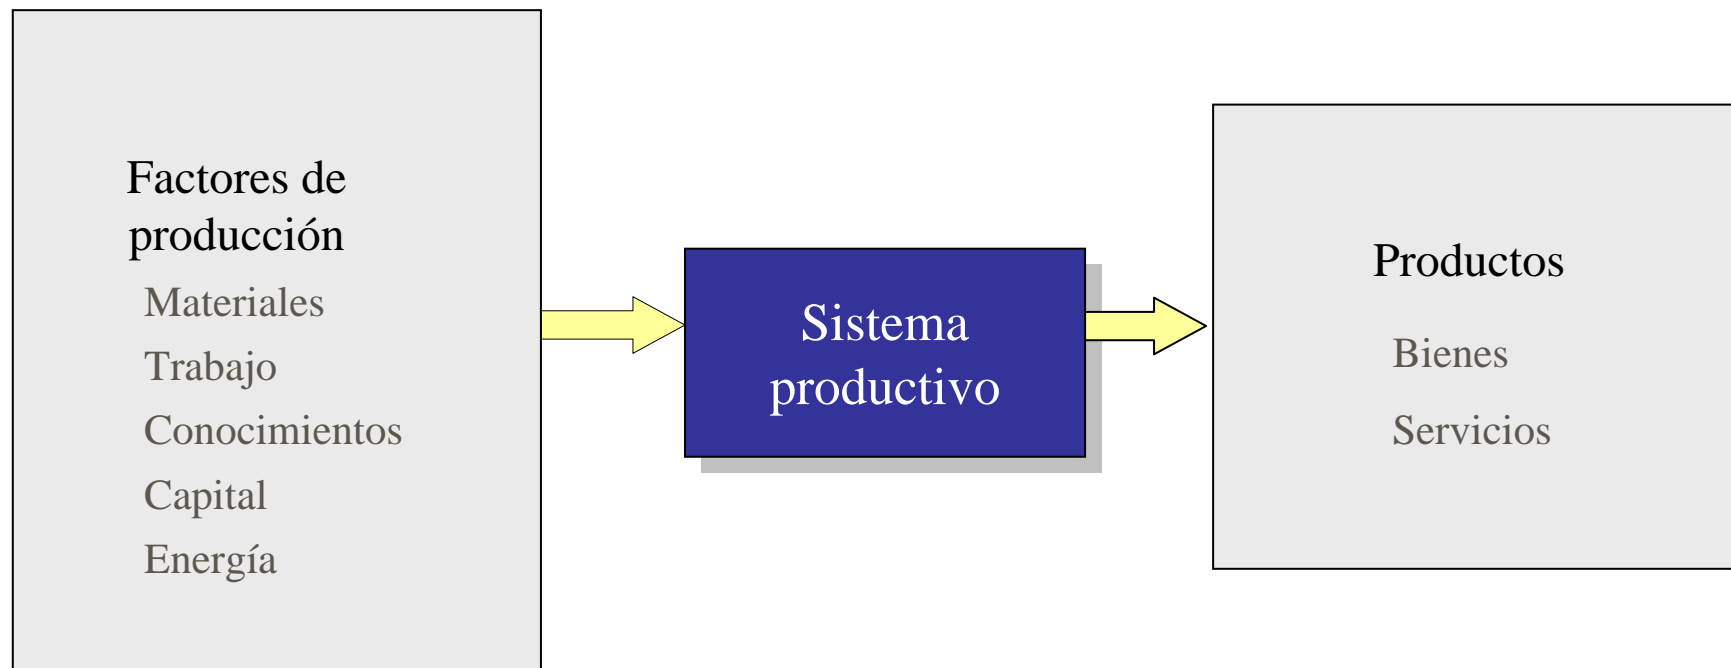 Factores de
producción
Materiales
Trabajo
Conocimientos
Capital
Energía
Sistema
productivo
Productos
Bienes
Servicios